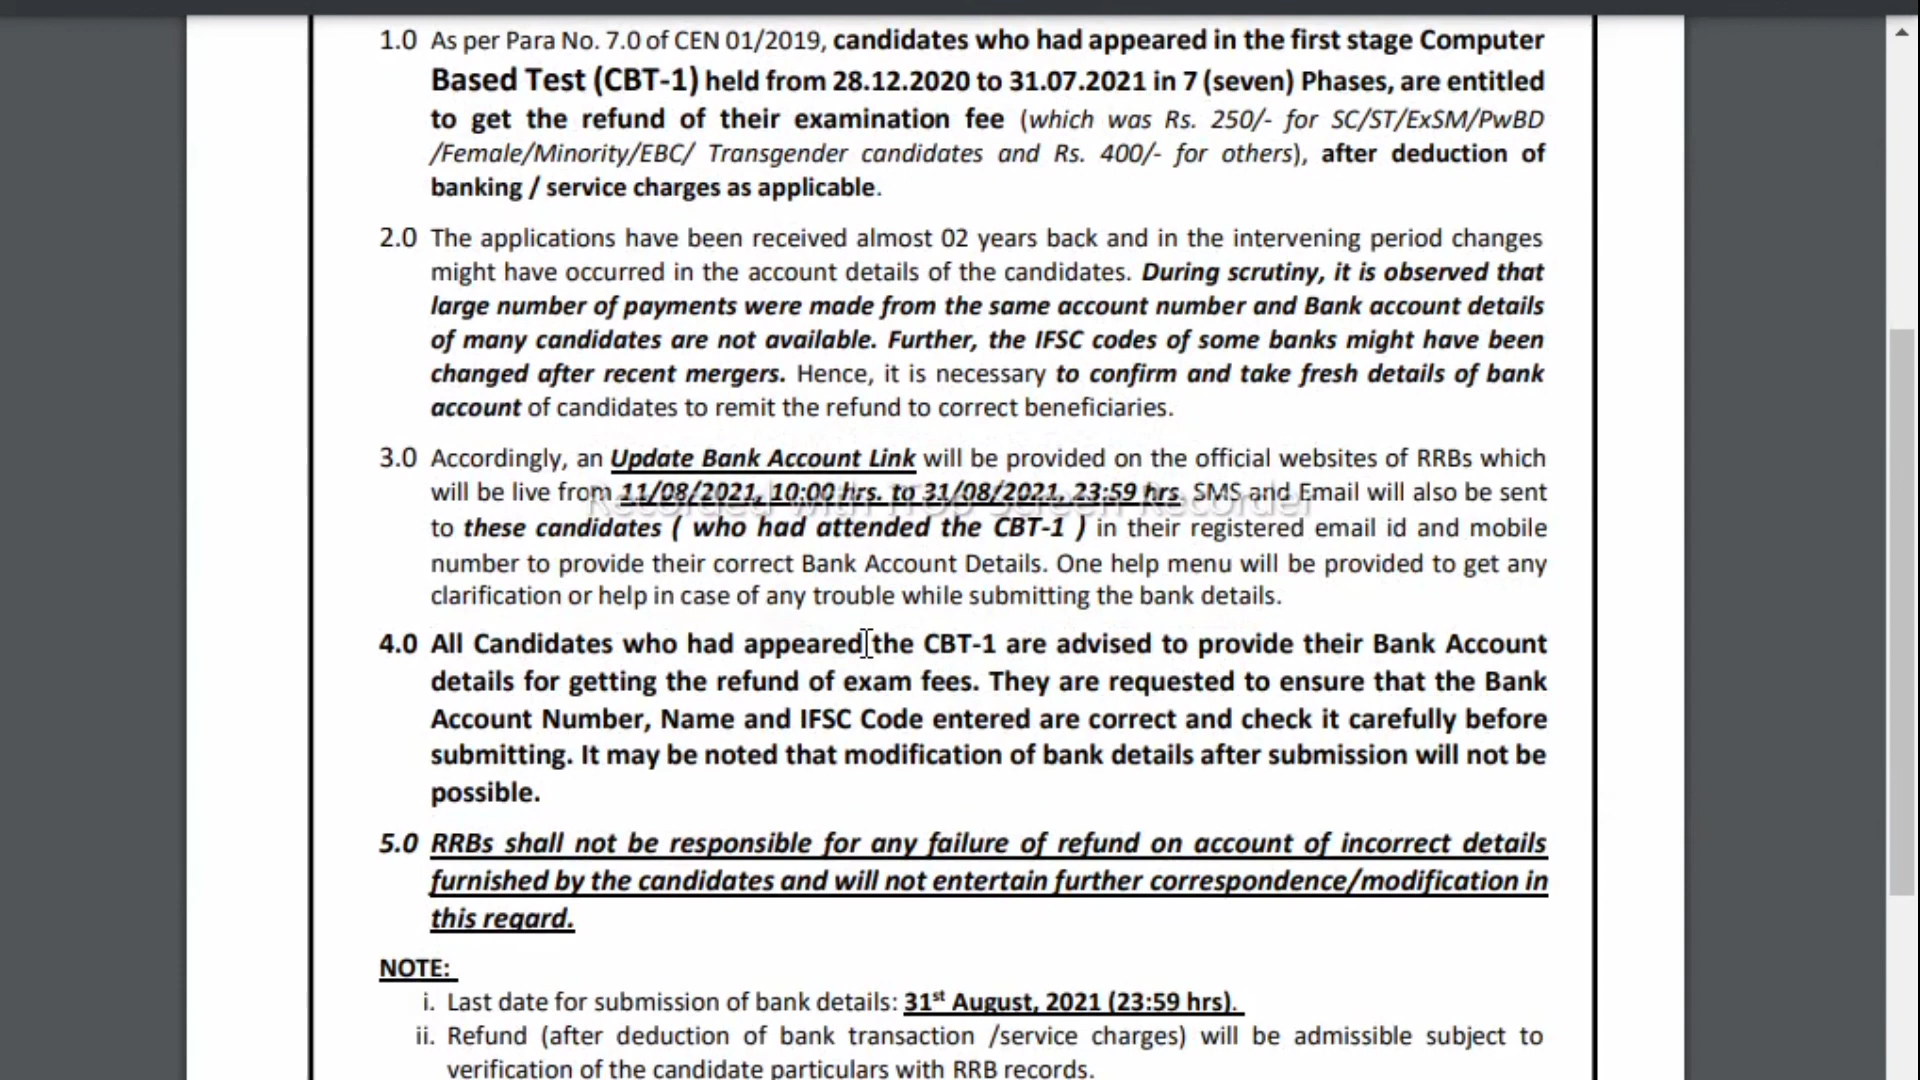 1.0 As per Para No. 7.0 of CEN 01/2019, candidates who had appeared in the first stage Computer
Based Test (CBT-1) held from 28.12.2020 to 31.07.2021 in 7 (seven) Phases, are entitled
to get the refund of their examination fee (which was Rs. 250/- for SC/ST/ExSM/PwBD
/Female/Minority/EBC/ Transgender candidates and Rs. 400/- for others), after deduction of
banking / service charges as applicable.
2.0 The applications have been received almost 02 years back and in the intervening period changes
might have occurred in the account details of the candidates. During scrutiny, it is observed that
large number of payments were made from the same account number and Bank account details
of many candidates are not available. Further, the IFSC codes of some banks might have been
changed after recent mergers. Hence, it is necessary to confirm and take fresh details of bank
account of candidates to remit the refund to correct beneficiaries.
3.0 Accordingly, an Update Bank Account Link will be provided on the official websites of RRBs which
will be live from 11/08/2021, 10:00 hrs. to 31/08/2021, 23:59 hrs. SMS and Email will also be sent
Recorded with iTop Screen Recorder
to these candidates ( who had attended the CBT-1 ) in their registered email id and mobile
number to provide their correct Bank Account Details. One help menu will be provided to get any
clarification or help in case of any trouble while submitting the bank details.
4.0 All Candidates who had appeared the CBT-1 are advised to provide their Bank Account
details for getting the refund of exam fees. They are requested to ensure that the Bank
Account Number, Name and IFSC Code entered are correct and check it carefully before
submitting. It may be noted that modification of bank details after submission will not be
possible.
5.0 RRBs shall not be responsible for any failure of refund on account of incorrect details
furnished by the candidates and will not entertain further correspondence/modification in
this regard.
NOTE:
i. Last date for submission of bank details: 31st August, 2021 (23:59 hrs).
ii. Refund (after deduction of bank transaction /service charges) will be admissible subject to
verification of the candidate particulars with RRB records.